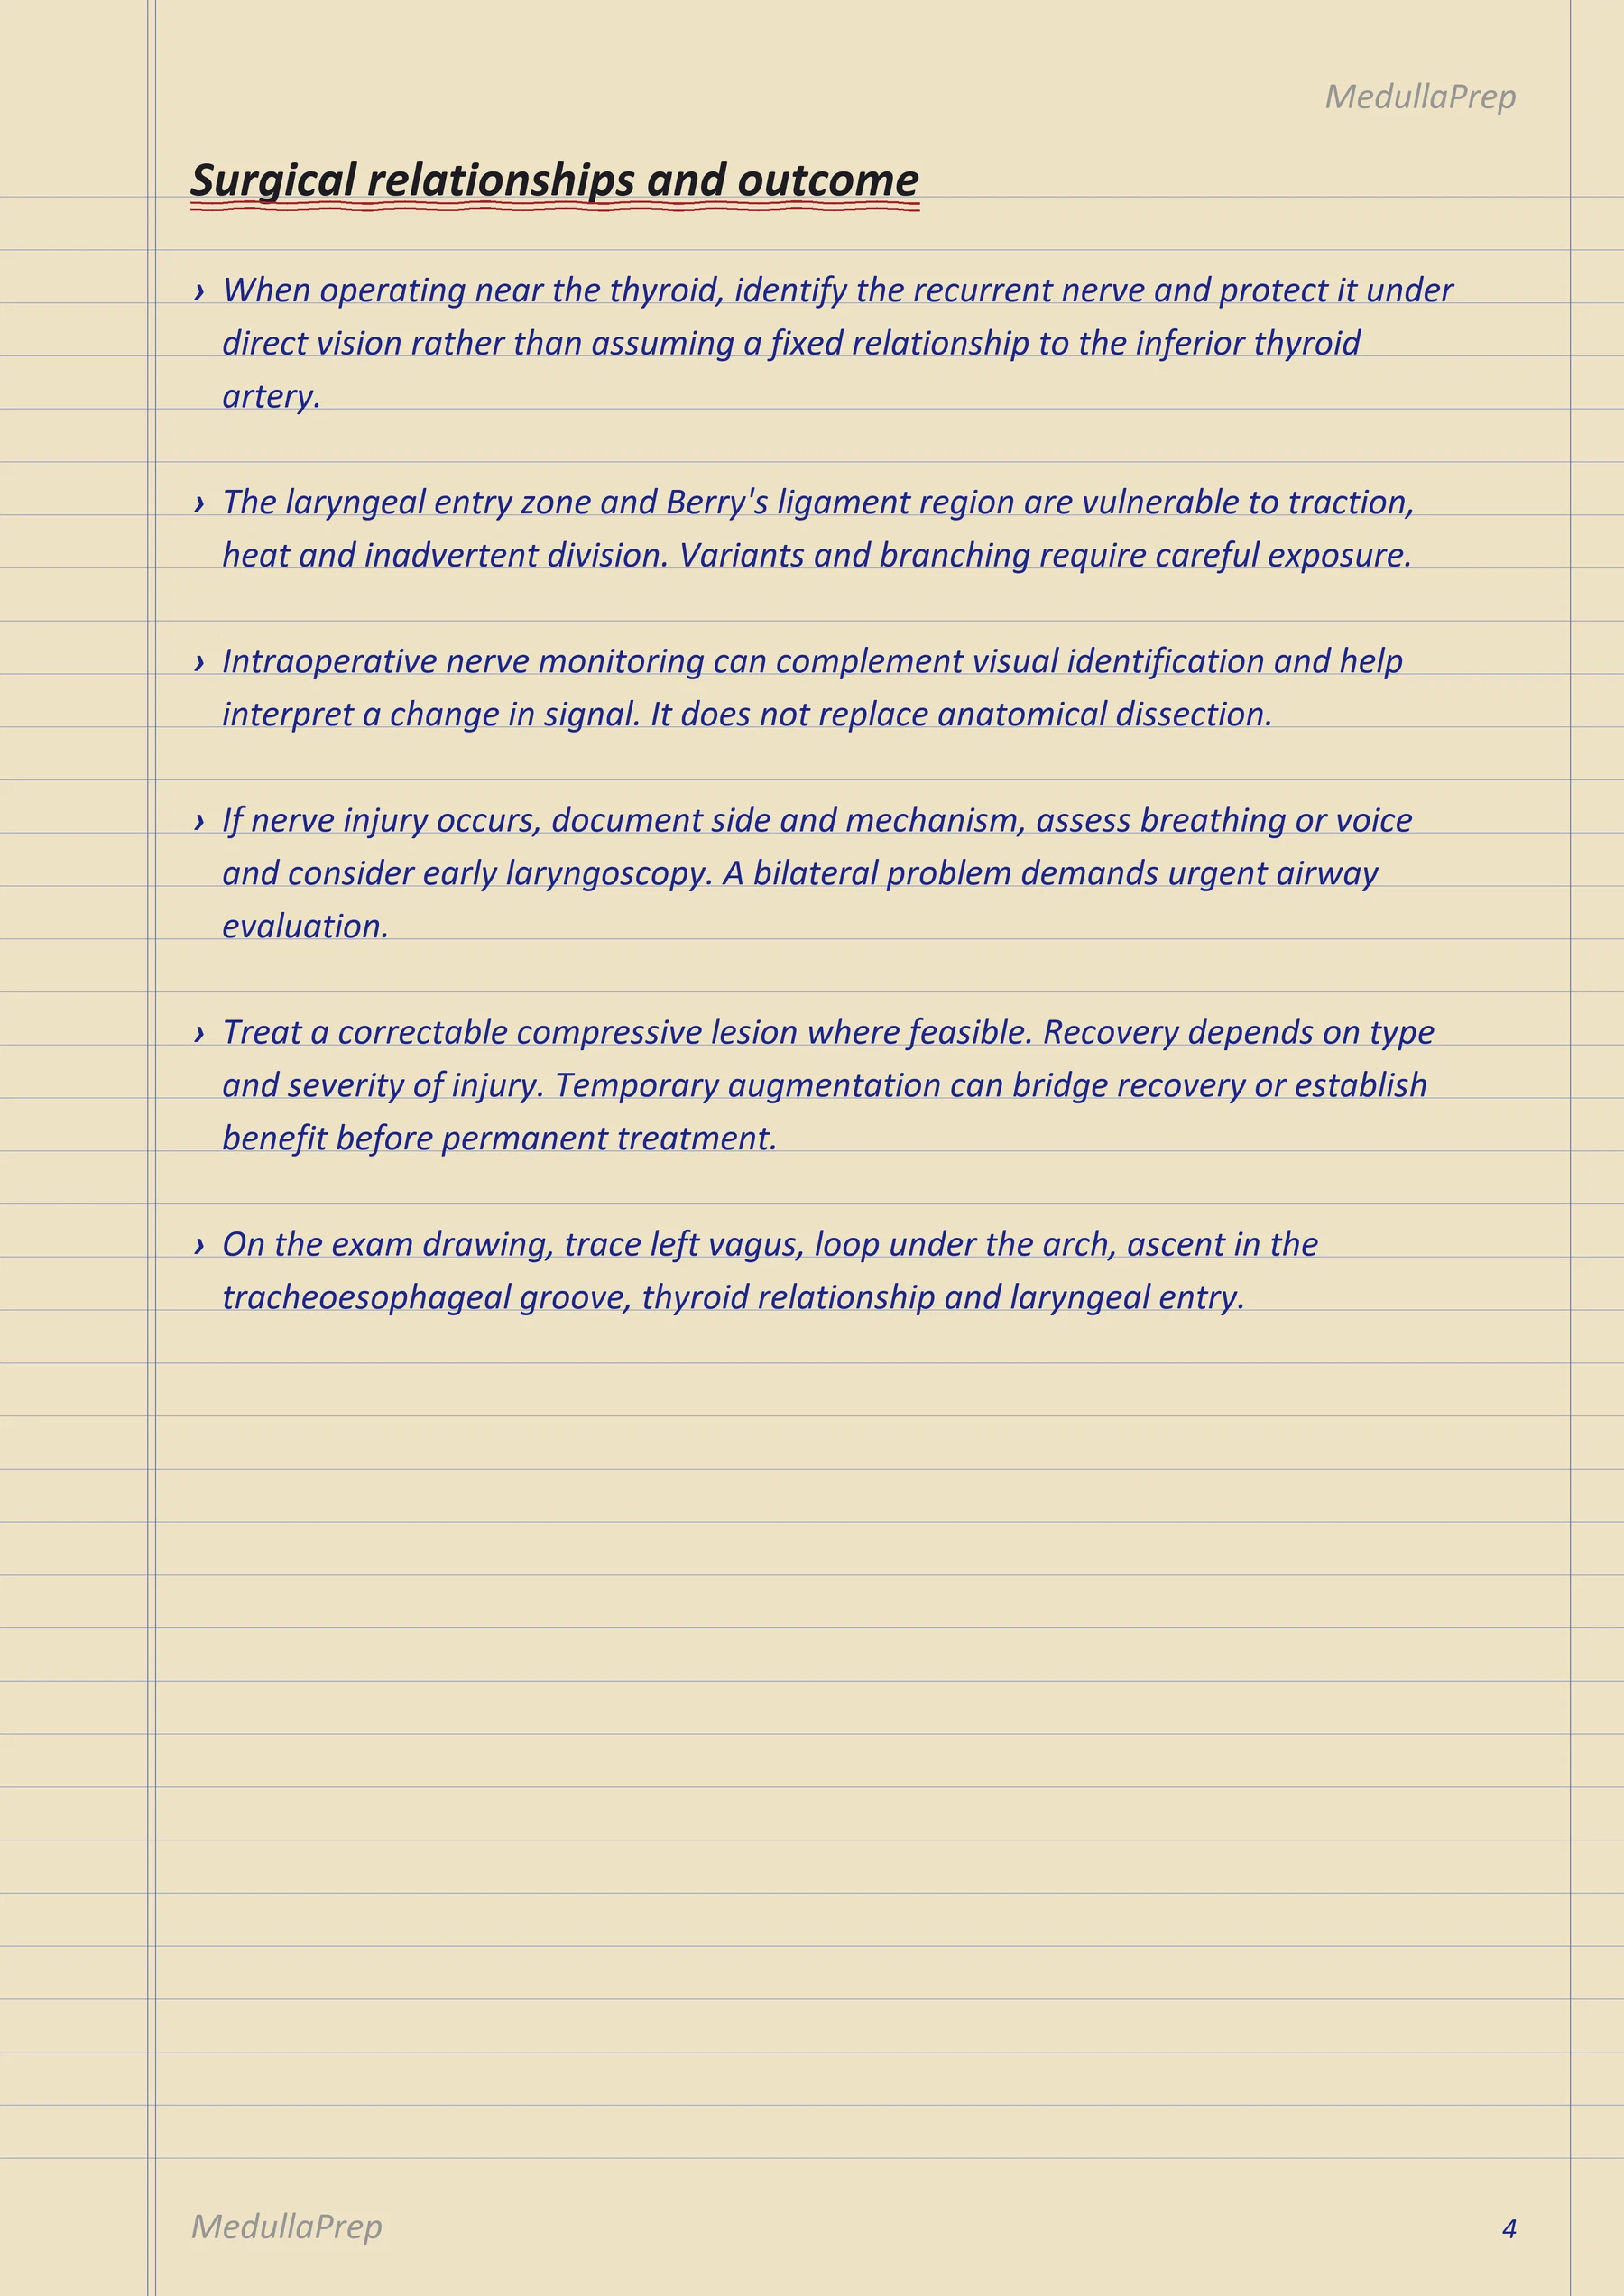 MedullaPrep
Surgical relationships and outcome
› When operating near the thyroid, identify the recurrent nerve and protect it under
direct vision rather than assuming a fixed relationship to the inferior thyroid
artery.
› The laryngeal entry zone and Berry's ligament region are vulnerable to traction,
heat and inadvertent division. Variants and branching require careful exposure.
› Intraoperative nerve monitoring can complement visual identification and help
interpret a change in signal. It does not replace anatomical dissection.
› If nerve injury occurs, document side and mechanism, assess breathing or voice
and consider early laryngoscopy. A bilateral problem demands urgent airway
evaluation.
› Treat a correctable compressive lesion where feasible. Recovery depends on type
and severity of injury. Temporary augmentation can bridge recovery or establish
benefit before permanent treatment.
› On the exam drawing, trace left vagus, loop under the arch, ascent in the
tracheoesophageal groove, thyroid relationship and laryngeal entry.
MedullaPrep
4